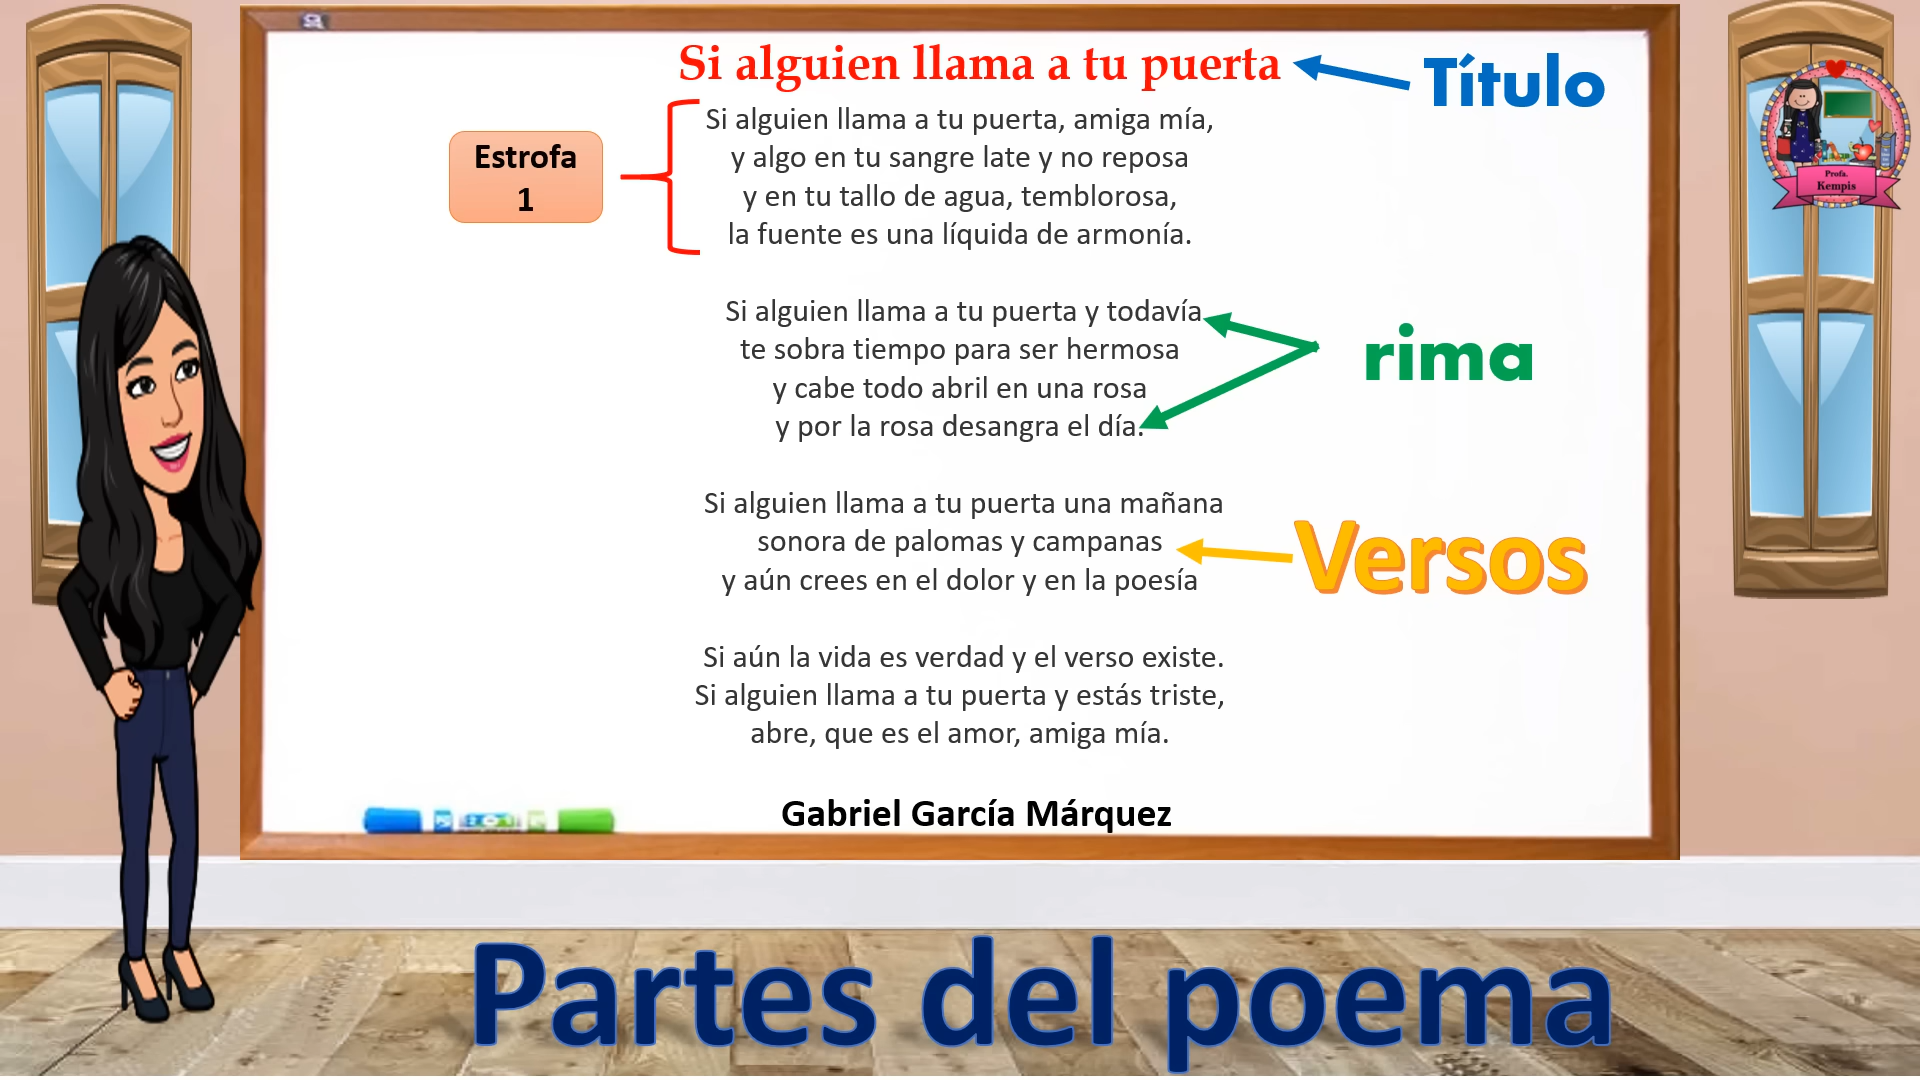 Si alguien llama a tu puerta
Título
Estrofa
1
Si alguien llama a tu puerta, amiga mía,
y algo en tu sangre late y no reposa
y en tu tallo de agua, temblorosa,
la fuente es una líquida de armonía.
Si alguien llama a tu puerta y todavía
te sobra tiempo para ser hermosa
y cabe todo abril en una rosa
y por la rosa desangra el día.
rima
Si alguien llama a tu puerta una mañana
sonora de palomas y campanas
y aún crees en el dolor y en la poesía
Versos
Si aún la vida es verdad y el verso existe.
Si alguien llama a tu puerta y estás triste,
abre, que es el amor, amiga mía.
Gabriel García Márquez
Profa.
Kempis
Partes del poema